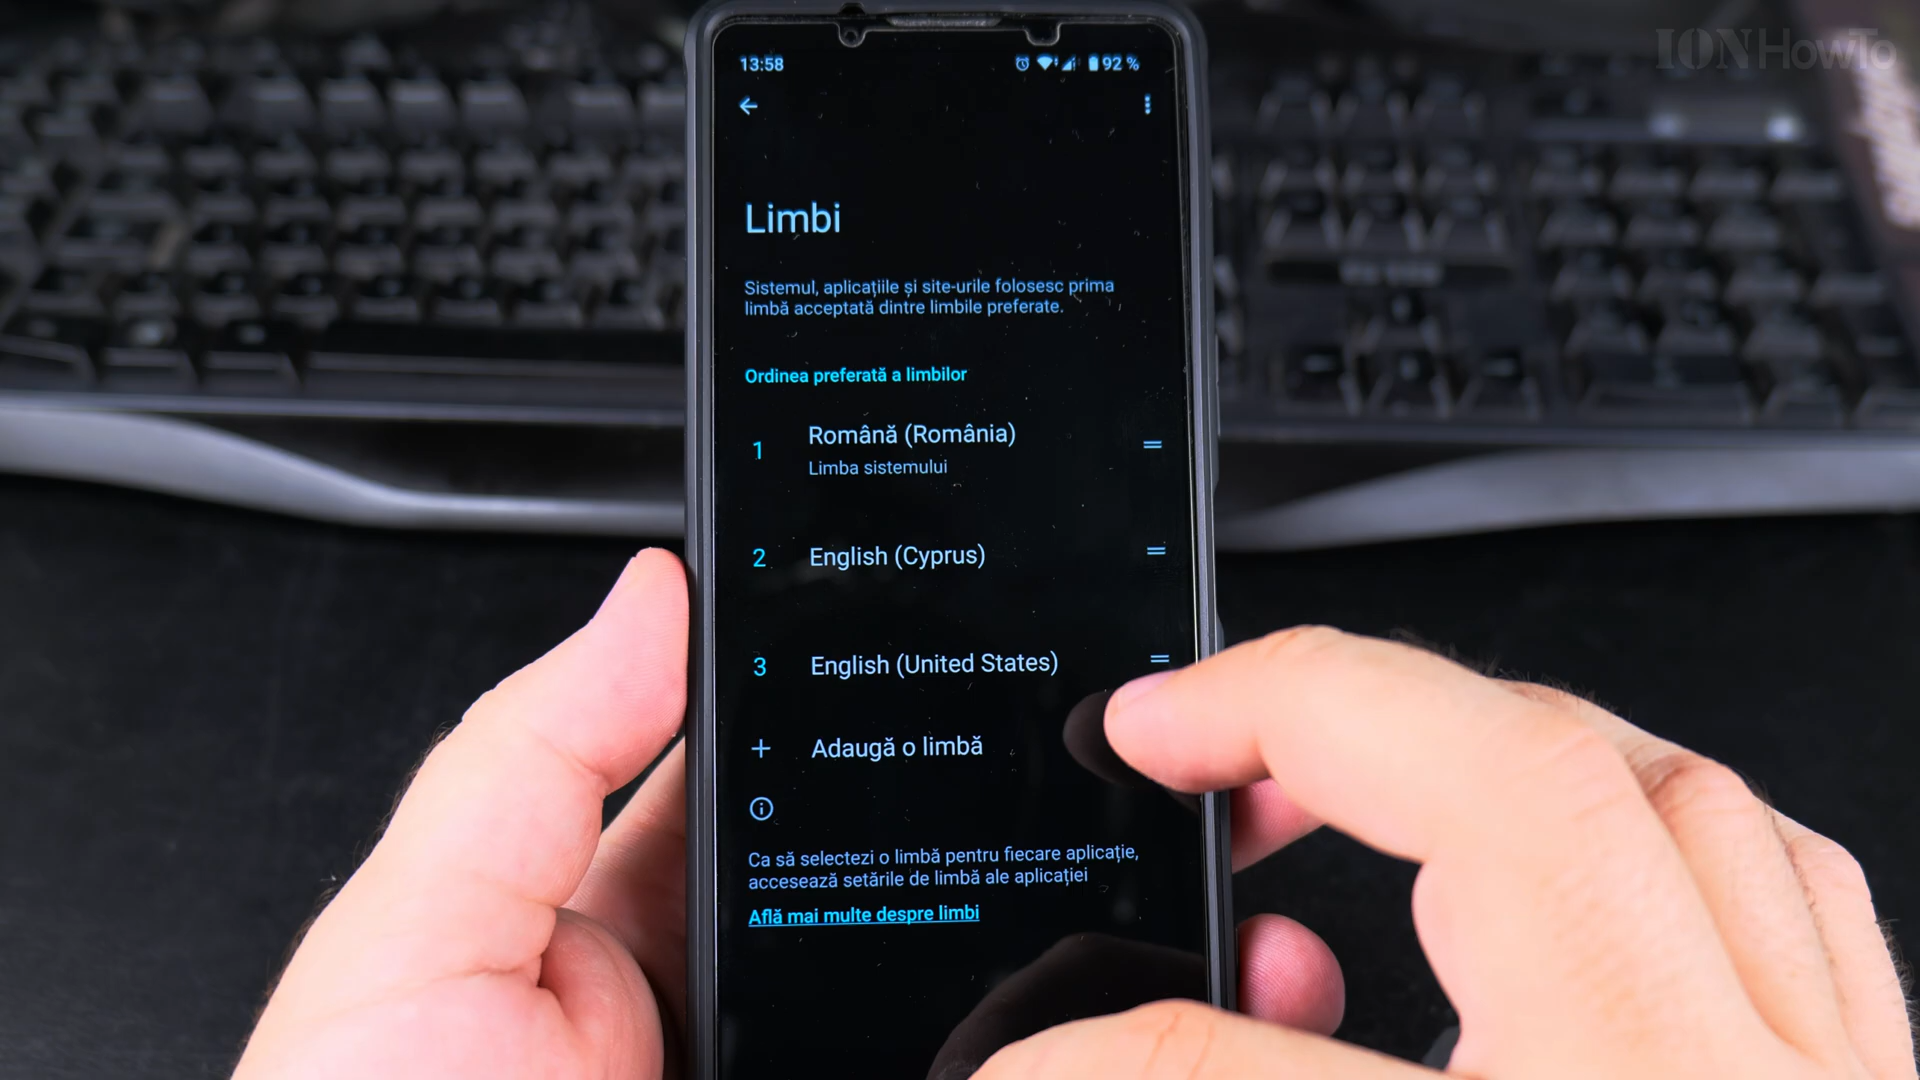 IONHowTo
13:58
92 %
Limbi
Sistemul, aplicațiile și site-urile folosesc prima
limbă acceptată dintre limbile preferate.
Ordinea preferată a limbilor
1 Română (România)
Limba sistemului
2 English (Cyprus)
3 English (United States)
+ Adaugă o limbă
Ca să selectezi o limbă pentru fiecare aplicație,
accesează setările de limbă ale aplicației
Află mai multe despre limbi